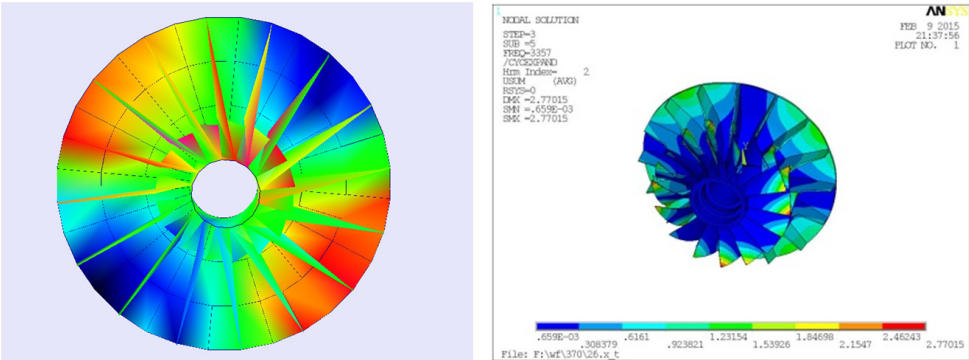 1
ANSYS
NODAL SOLUTION
FEB 9 2015
21:37:56
PLOT NO. 1
STEP=3
SUB =5
FREQ=3357
/CYCEXPAND
Hrm Index= 2
USUM (AVG)
RSYS=0
DMX =2.77015
SMN =.659E-03
SMX =2.77015
Y
.659E-03 .6161 1.23154 1.84698 2.46243
.308379 .923821 1.53926 2.1547 2.77015
File: F:\wf\370\26.x_t